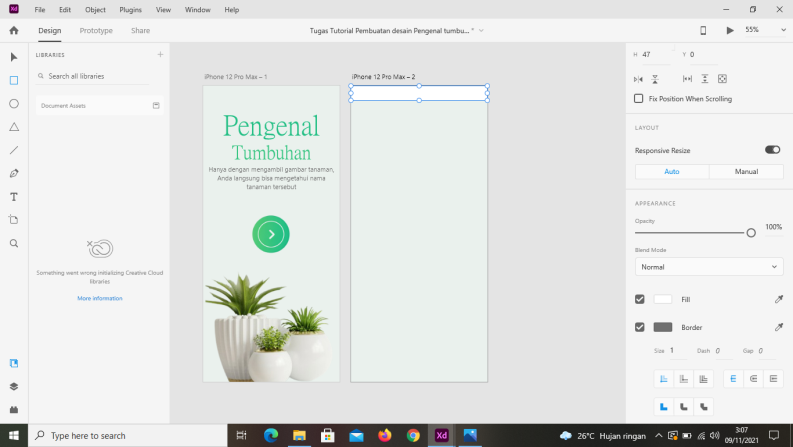 Xd File Edit Object Plugins View Window Help
Design Prototype Share Tugas Tutorial Pembuatan desain Pengenal tumbu... * 55%
LIBRARIES
Search all libraries
Document Assets
Something went wrong initializing Creative Cloud
libraries
More information
iPhone 12 Pro Max – 1
Pengenal
Tumbuhan
Hanya dengan mengambil gambar tanaman,
Anda langsung bisa mengetahui nama
tanaman tersebut
iPhone 12 Pro Max – 2
H 47 Y 0
Fix Position When Scrolling
LAYOUT
Responsive Resize
Auto Manual
APPEARANCE
Opacity
100%
Blend Mode
Normal
Fill
Border
Size 1 Dash 0 Gap 0
Type here to search
Xd
26°C Hujan ringan
3:07
09/11/2021